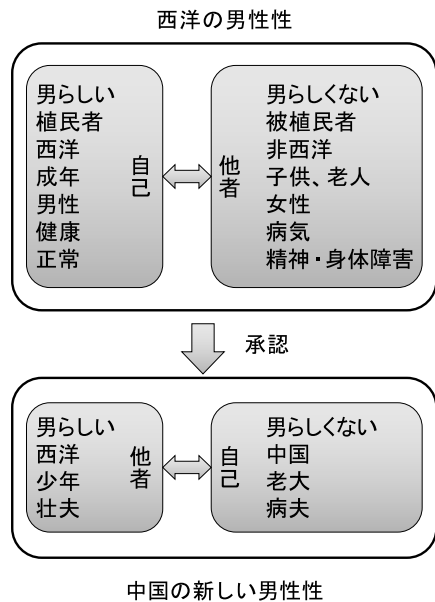 西洋の男性性
男らしい
植民者
西洋
成年
男性
健康
正常
自己
他者
男らしくない
被植民者
非西洋
子供、老人
女性
病気
精神・身体障害
承認
男らしい
西洋
少年
壮夫
他者
自己
男らしくない
中国
老大
病夫
中国の新しい男性性